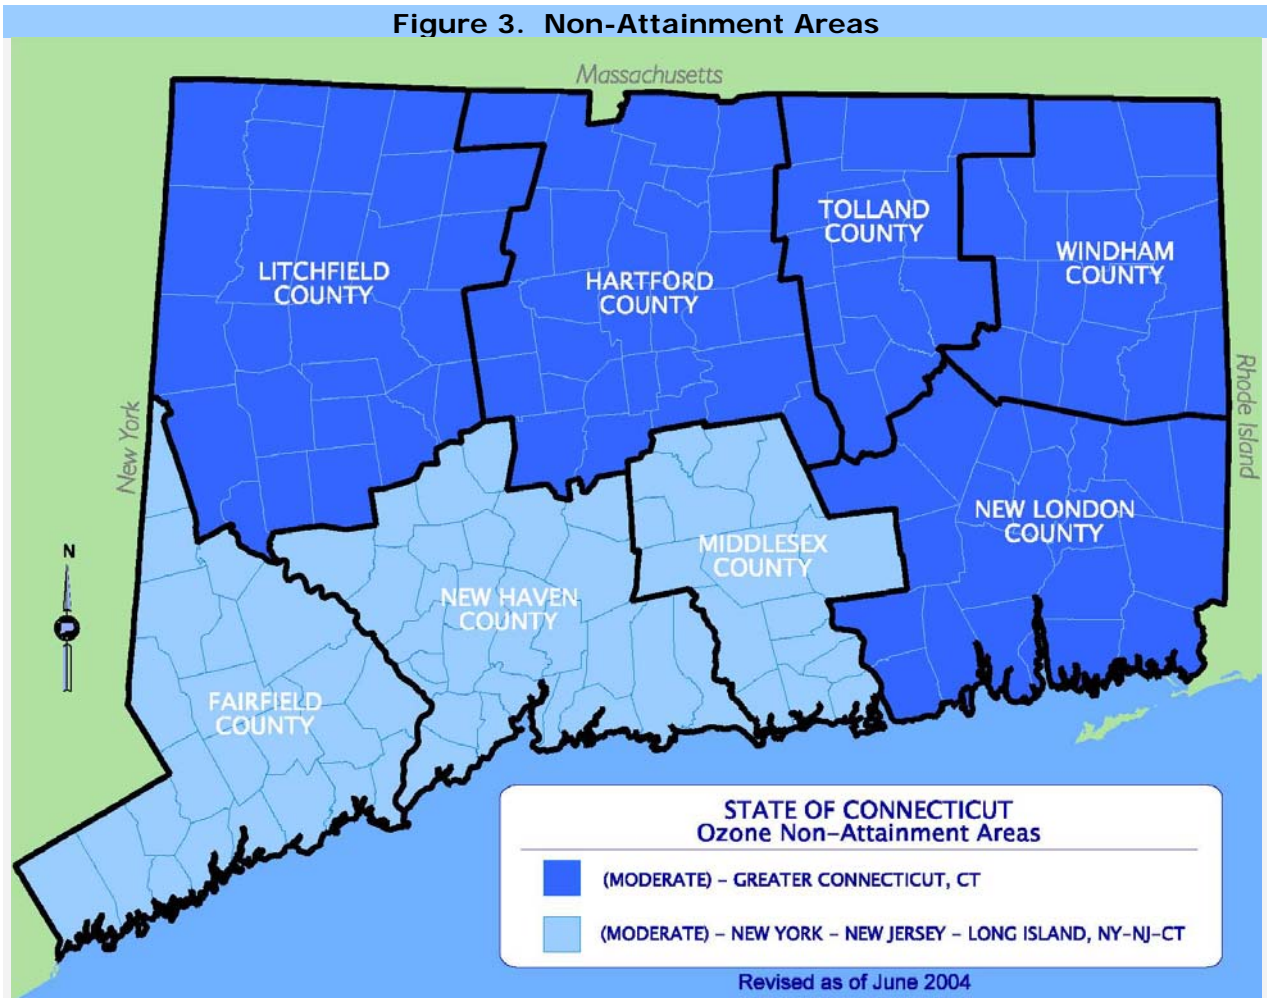 Figure 3. Non-Attainment Areas
Massachusetts
TOLLAND
COUNTY
WINDHAM
COUNTY
LITCHFIELD
COUNTY
HARTFORD
COUNTY
Rhode Island
New York
NEW LONDON
COUNTY
MIDDLESEX
COUNTY
N
NEW HAVEN
COUNTY
FAIRFIELD
COUNTY
STATE OF CONNECTICUT
Ozone Non-Attainment Areas
(MODERATE) - GREATER CONNECTICUT, CT
(MODERATE) - NEW YORK - NEW JERSEY - LONG ISLAND, NY-NJ-CT
Revised as of June 2004